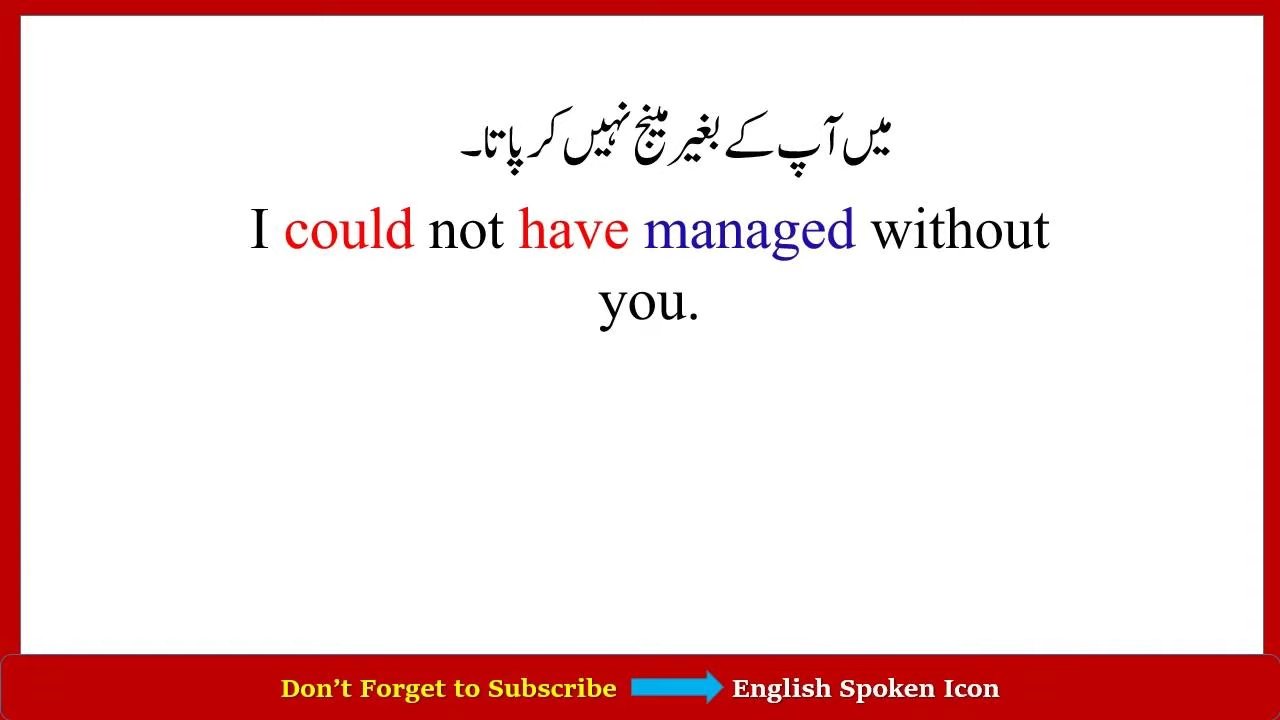 میں آپ کے بغیر مینج نہیں کر پاتا۔
I could not have managed without
you.
Don’t Forget to Subscribe English Spoken Icon